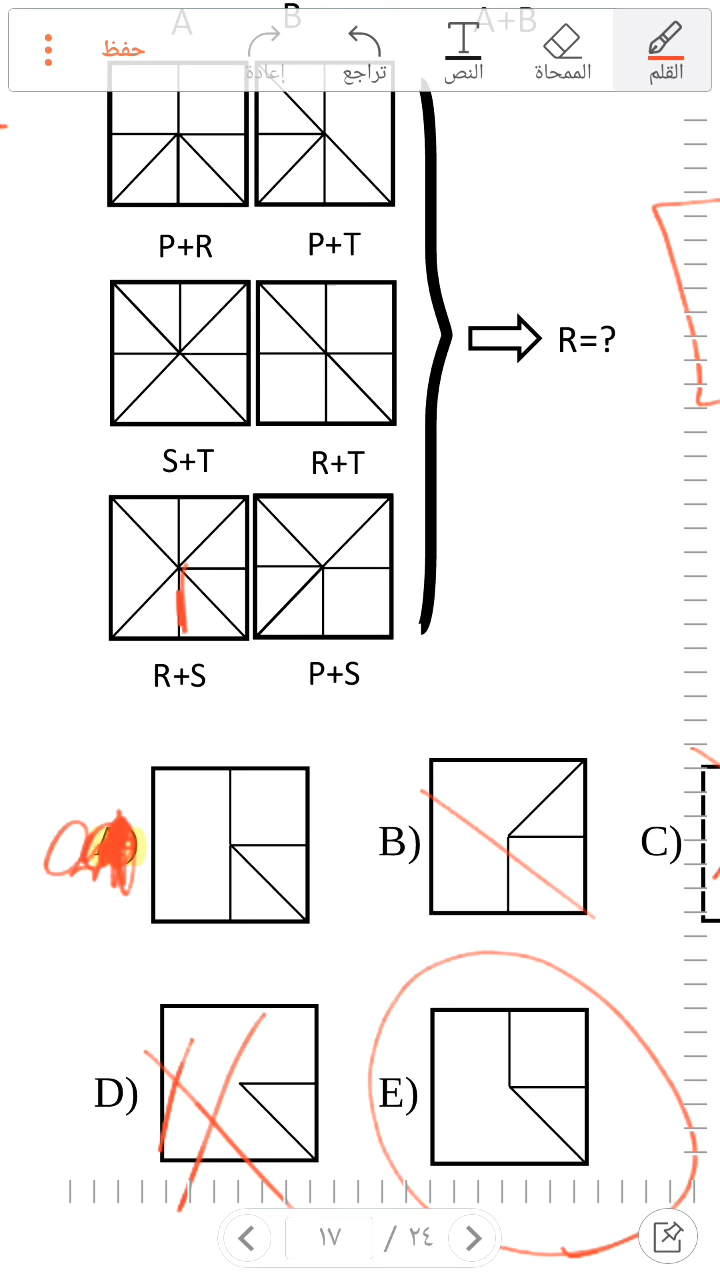 A B A+B
حفظ إعادة تراجع النص الممحاة القلم
P+R P+T
R=?
S+T R+T
R+S P+S
B) C)
D) E)
١٧ / ٢٤